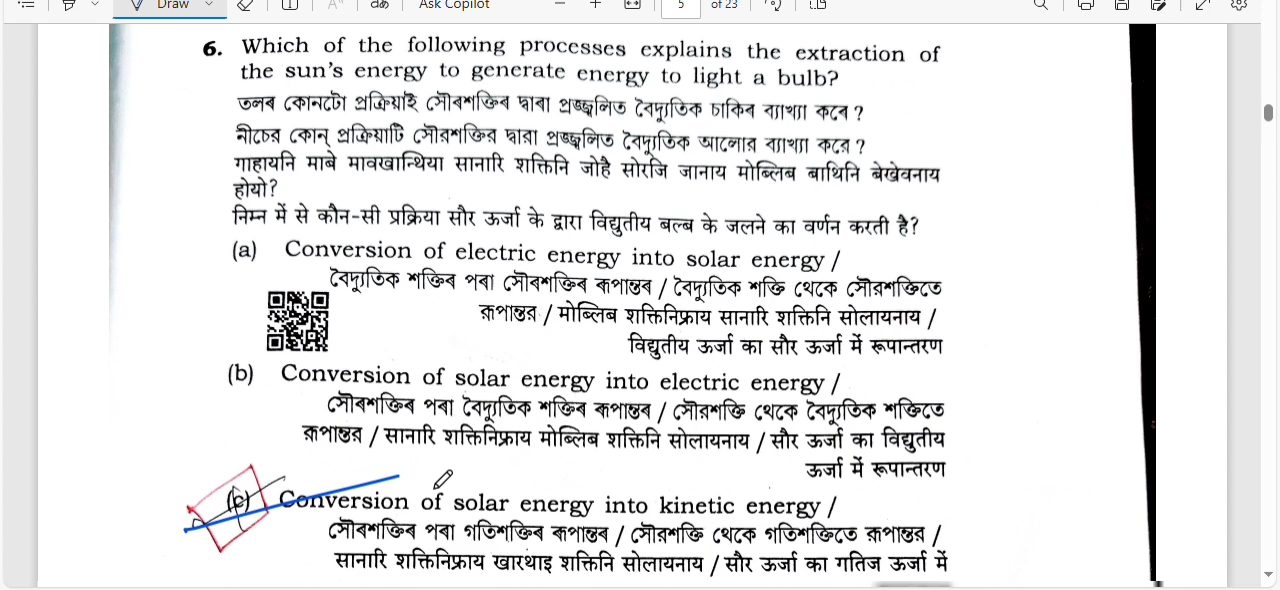 Draw
Ask Copilot
5 of 23
6. Which of the following processes explains the extraction of
the sun's energy to generate energy to light a bulb?
তলৰ কোনটো প্ৰক্ৰিয়াই সৌৰশক্তিৰ দ্বাৰা প্ৰজ্জ্বলিত বৈদ্যুতিক চাকিৰ ব্যাখ্যা কৰে ?
নীচের কোন্ প্রক্রিয়াটি সৌরশক্তির দ্বারা প্রজ্জ্বলিত বৈদ্যুতিক আলোর ব্যাখ্যা করে ?
गाहायनि माबे मावखान्थिया सानारि शक्तिनि जोहै सोरजि जानाय मोब्लिब बाथिनि बेखेवनाय
होयो?
निम्न में से कौन-सी प्रक्रिया सौर ऊर्जा के द्वारा विद्युतीय बल्ब के जलने का वर्णन करती है?
(a) Conversion of electric energy into solar energy /
বৈদ্যুতিক শক্তিৰ পৰা সৌৰশক্তিৰ ৰূপান্তৰ / বৈদ্যুতিক শক্তি থেকে সৌরশক্তিতে
রূপান্তর / मोब्लिब शक्तिनिफ्राय सानारि शक्तिनि सोलायनाय /
विद्युतीय ऊर्जा का सौर ऊर्जा में रूपान्तरण
(b) Conversion of solar energy into electric energy /
সৌৰশক্তিৰ পৰা বৈদ্যুতিক শক্তিৰ ৰূপান্তৰ / সৌরশক্তি থেকে বৈদ্যুতিক শক্তিতে
রূপান্তর / सानारि शक्तिनिफ्राय मोब्लिब शक्तिनि सोलायनाय / सौर ऊर्जा का विद्युतीय
ऊर्जा में रूपान्तरण
(c) Conversion of solar energy into kinetic energy /
সৌৰশক্তিৰ পৰা গতিশক্তিৰ ৰূপান্তৰ / সৌরশক্তি থেকে গতিশক্তিতে রূপান্তর /
सानारि शक्तिनिफ्राय खारथाइ शक्तिनि सोलायनाय / सौर ऊर्जा का गतिज ऊर्जा में